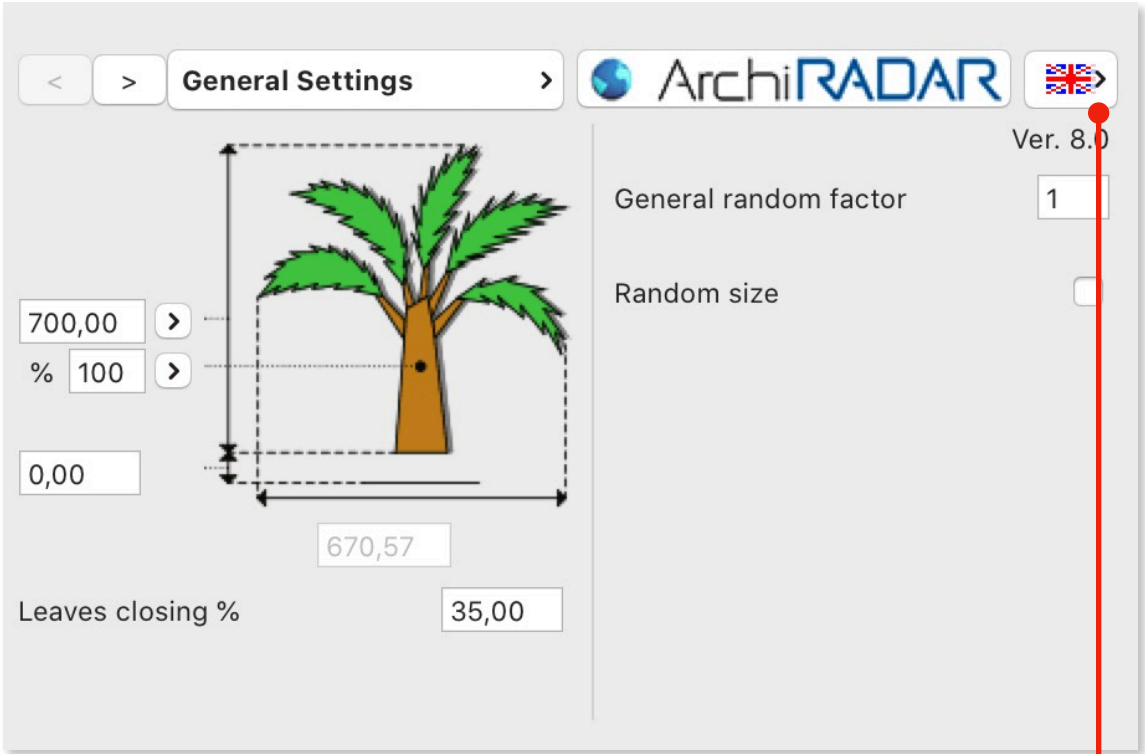 < > General Settings > ArchiRADAR >
Ver. 8.0
General random factor 1
Random size
700,00 >
% 100 >
0,00
670,57
Leaves closing % 35,00